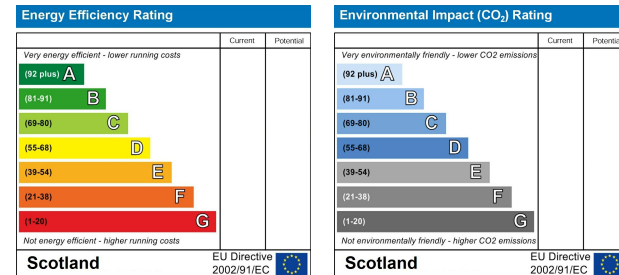 Energy Efficiency Rating
Current Potential
Very energy efficient - lower running costs
(92 plus) A
(81-91) B
(69-80) C
(55-68) D
(39-54) E
(21-38) F
(1-20) G
Not energy efficient - higher running costs
Scotland
EU Directive
2002/91/EC
Environmental Impact (CO₂) Rating
Current Potentia
Very environmentally friendly - lower CO2 emissions
(92 plus) A
(81-91) B
(69-80) C
(55-68) D
(39-54) E
(21-38) F
(1-20) G
Not environmentally friendly - higher CO2 emissions
Scotland
EU Directive
2002/91/EC